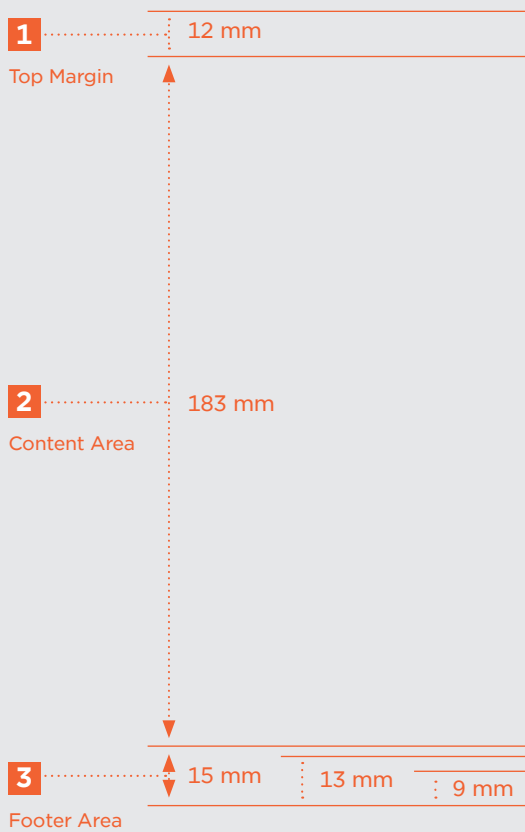 1
12 mm
Top Margin
2
183 mm
Content Area
3
15 mm
13 mm
9 mm
Footer Area